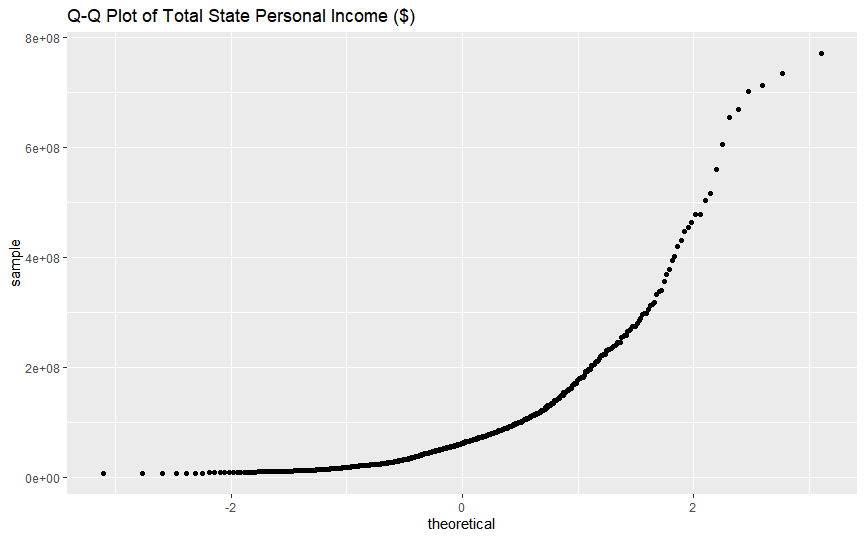 Q-Q Plot of Total State Personal Income ($)
8e+08
6e+08
4e+08
2e+08
0e+00
sample
-2
0
2
theoretical